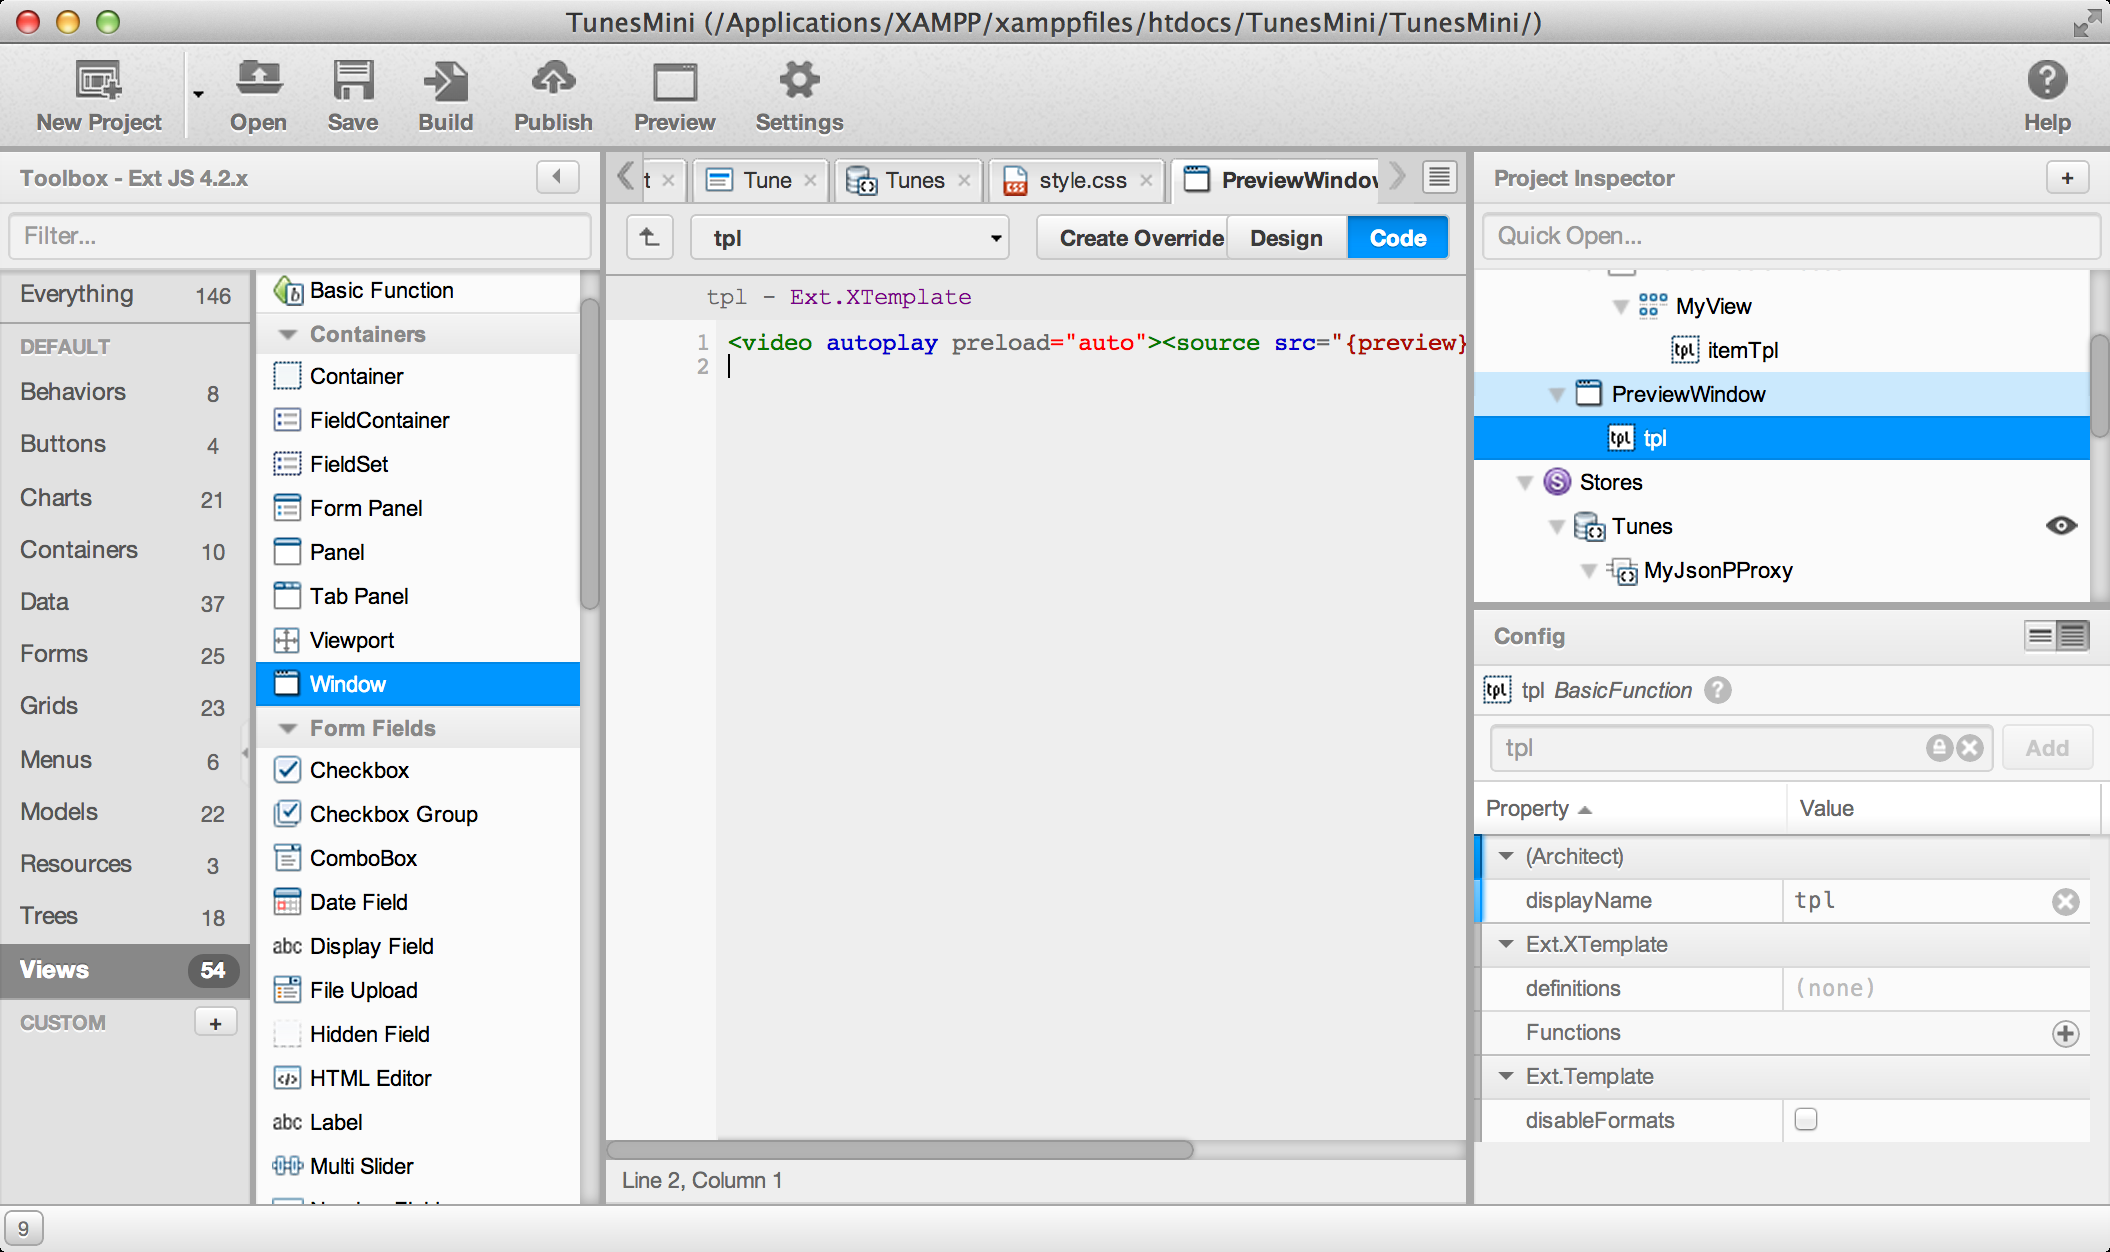 TunesMini (/Applications/XAMPP/xamppfiles/htdocs/TunesMini/TunesMini/)
New Project
Open
Save
Build
Publish
Preview
Settings
Help
Toolbox - Ext JS 4.2.x
Filter...
Everything 146
DEFAULT
Behaviors 8
Buttons 4
Charts 21
Containers 10
Data 37
Forms 25
Grids 23
Menus 6
Models 22
Resources 3
Trees 18
Views 54
CUSTOM +
Basic Function
Containers
Container
FieldContainer
FieldSet
Form Panel
Panel
Tab Panel
Viewport
Window
Form Fields
Checkbox
Checkbox Group
ComboBox
Date Field
abc Display Field
File Upload
Hidden Field
HTML Editor
abc Label
Multi Slider
t
Tune
Tunes
style.css
PreviewWindow
tpl
Create Override
Design
Code
tpl - Ext.XTemplate
1 <video autoplay preload="auto"><source src="{preview}
2
Line 2, Column 1
Project Inspector +
Quick Open...
MyView
tpl itemTpl
PreviewWindow
tpl tpl
S Stores
Tunes
MyJsonPProxy
Config
tpl tpl BasicFunction ?
tpl
Add
Property Value
(Architect)
displayName tpl
Ext.XTemplate
definitions (none)
Functions
Ext.Template
disableFormats
9